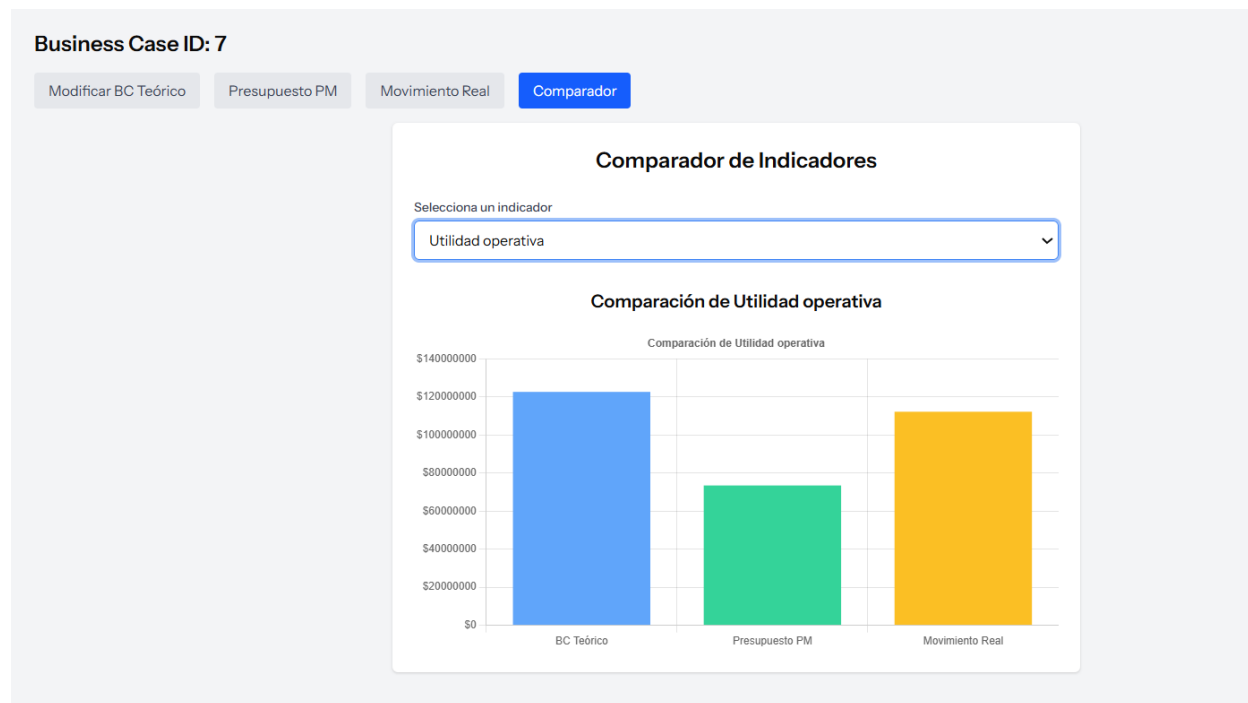 Business Case ID: 7
Modificar BC Teórico Presupuesto PM Movimiento Real Comparador
Comparador de Indicadores
Selecciona un indicador
Utilidad operativa
Comparación de Utilidad operativa
Comparación de Utilidad operativa
$140000000
$120000000
$100000000
$80000000
$60000000
$40000000
$20000000
$0
BC Teórico Presupuesto PM Movimiento Real